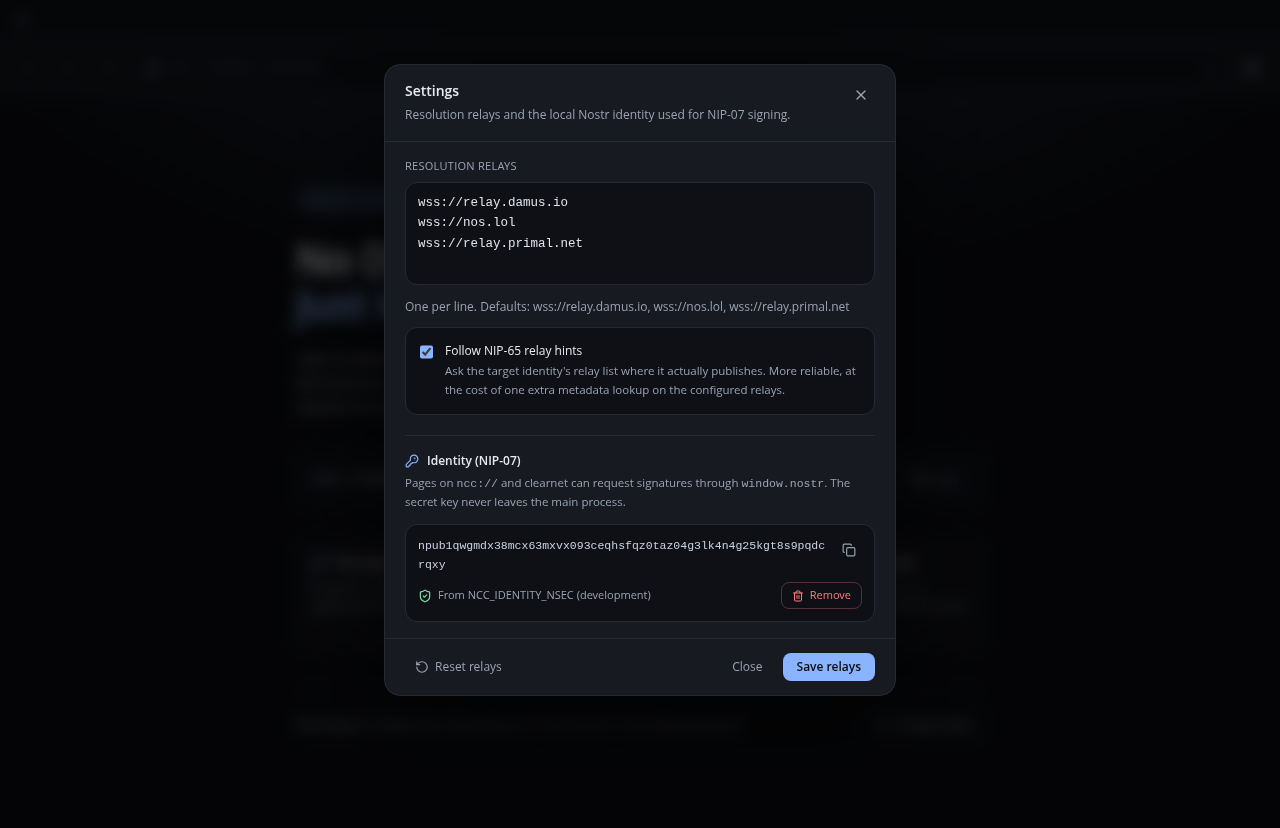 Settings
Resolution relays and the local Nostr identity used for NIP-07 signing.
RESOLUTION RELAYS
wss://relay.damus.io
wss://nos.lol
wss://relay.primal.net
One per line. Defaults: wss://relay.damus.io, wss://nos.lol, wss://relay.primal.net
Follow NIP-65 relay hints
Ask the target identity's relay list where it actually publishes. More reliable, at
the cost of one extra metadata lookup on the configured relays.
Identity (NIP-07)
Pages on ncc:// and clearnet can request signatures through window.nostr. The
secret key never leaves the main process.
npub1qwgmdx38mcx63mxvx093ceqhsfqz0taz04g3lk4n4g25kgt8s9pqdc
rqxy
From NCC_IDENTITY_NSEC (development)
Remove
Reset relays
Close
Save relays